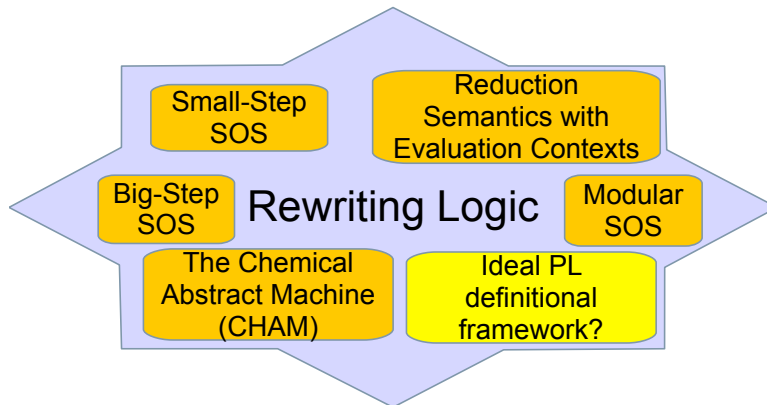 Small-Step
SOS
Reduction
Semantics with
Evaluation Contexts
Big-Step
SOS
Rewriting Logic
Modular
SOS
The Chemical
Abstract Machine
(CHAM)
Ideal PL
definitional
framework?